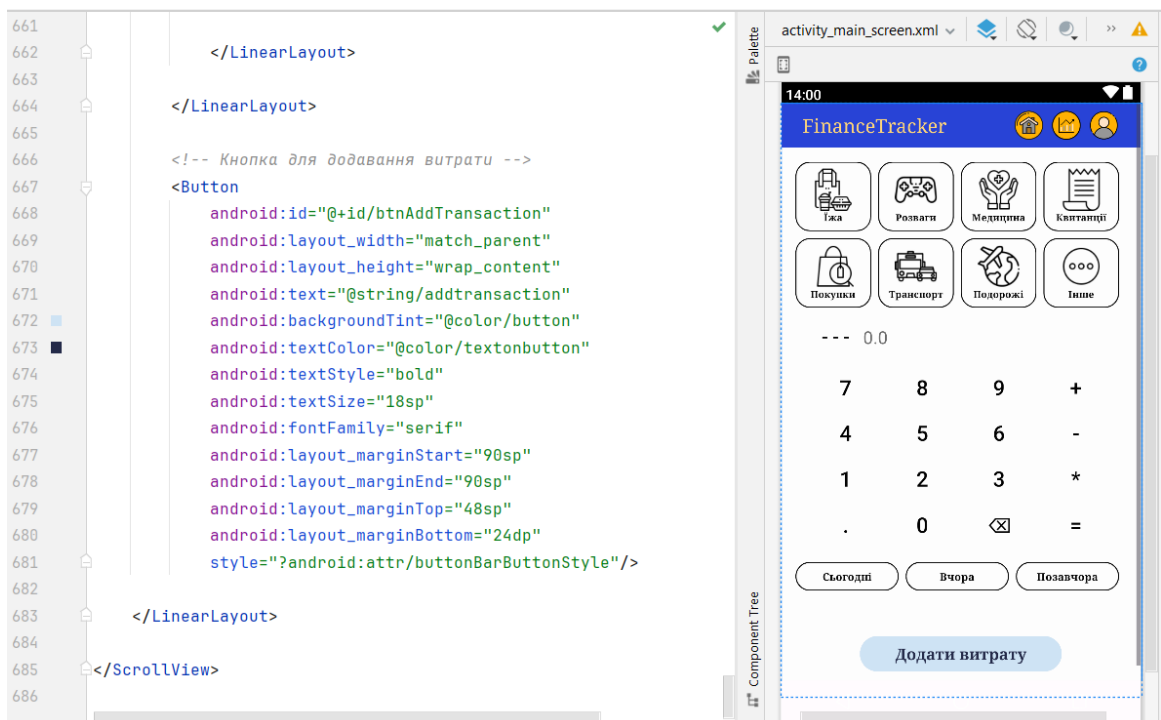 661
662 </LinearLayout>
663
664 </LinearLayout>
665
666 <!-- Кнопка для додавання витрати -->
667 <Button
668 android:id="@+id/btnAddTransaction"
669 android:layout_width="match_parent"
670 android:layout_height="wrap_content"
671 android:text="@string/addtransaction"
672 android:backgroundTint="@color/button"
673 android:textColor="@color/textonbutton"
674 android:textStyle="bold"
675 android:textSize="18sp"
676 android:fontFamily="serif"
677 android:layout_marginStart="90sp"
678 android:layout_marginEnd="90sp"
679 android:layout_marginTop="48sp"
680 android:layout_marginBottom="24dp"
681 style="?android:attr/buttonBarButtonStyle"/>
682
683 </LinearLayout>
684
685 </ScrollView>
686
Palette
Component Tree
activity_main_screen.xml
14:00
FinanceTracker
Їжа Розваги Медицина Квитанції
Покупки Транспорт Подорожі Інше
--- 0.0
7 8 9 +
4 5 6 -
1 2 3 *
. 0 =
Сьогодні Вчора Позавчора
Додати витрату